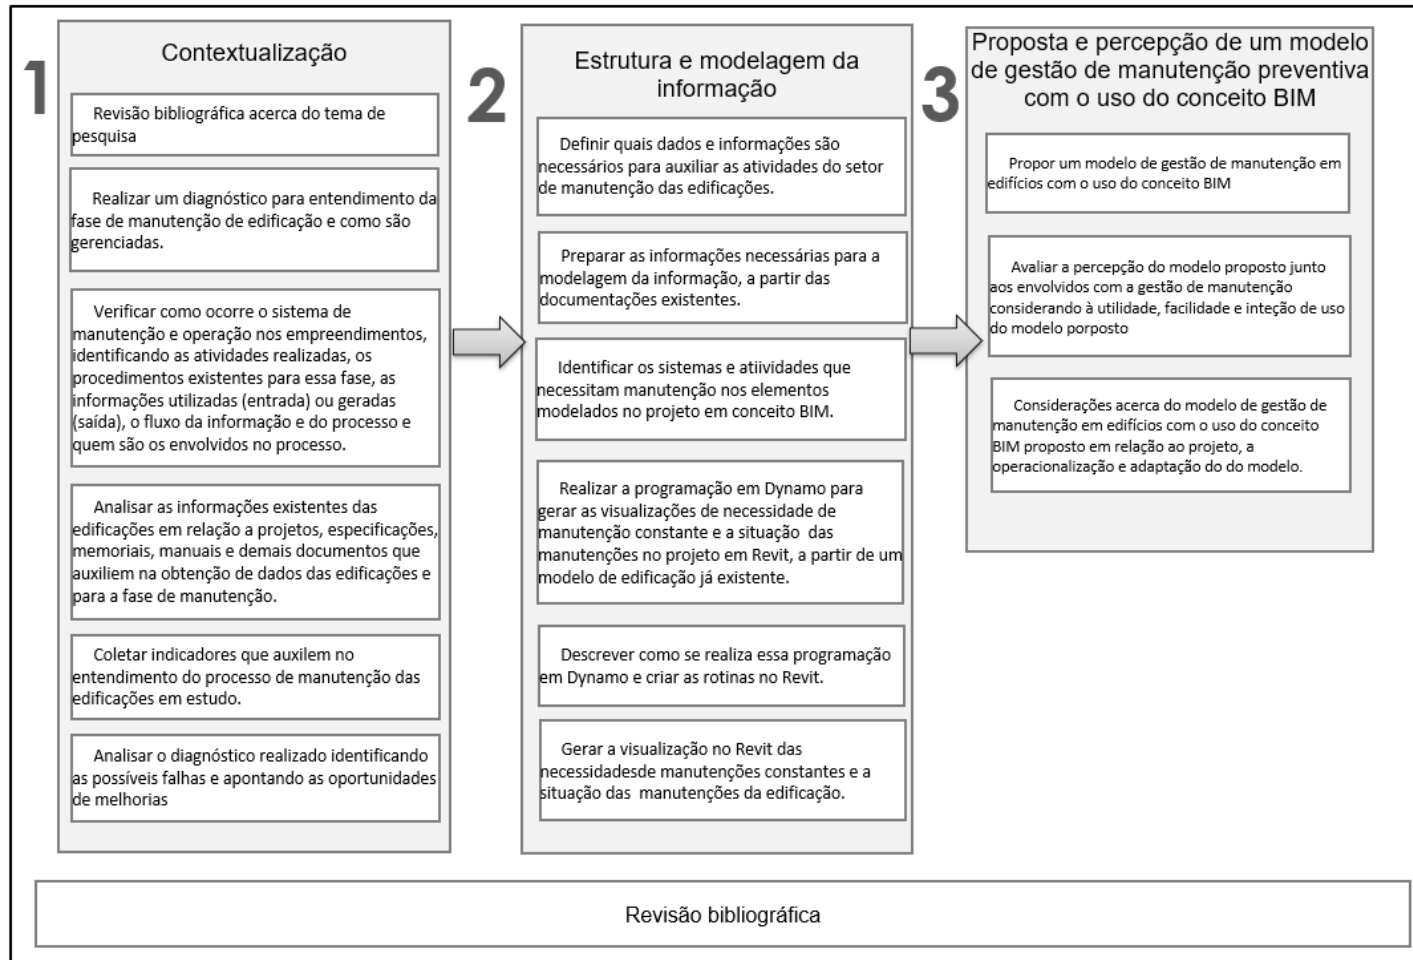 1
Contextualização
Revisão bibliográfica acerca do tema de
pesquisa
Realizar um diagnóstico para entendimento da
fase de manutenção de edificação e como são
gerenciadas.
Verificar como ocorre o sistema de
manutenção e operação nos empreendimentos,
identificando as atividades realizadas, os
procedimentos existentes para essa fase, as
informações utilizadas (entrada) ou geradas
(saída), o fluxo da informação e do processo e
quem são os envolvidos no processo.
Analisar as informações existentes das
edificações em relação a projetos, especificações,
memoriais, manuais e demais documentos que
auxiliem na obtenção de dados das edificações e
para a fase de manutenção.
Coletar indicadores que auxilem no
entendimento do processo de manutenção das
edificações em estudo.
Analisar o diagnóstico realizado identificando
as possíveis falhas e apontando as oportunidades
de melhorias
2
Estrutura e modelagem da
informação
Definir quais dados e informações são
necessários para auxiliar as atividades do setor
de manutenção das edificações.
Preparar as informações necessárias para a
modelagem da informação, a partir das
documentações existentes.
Identificar os sistemas e atiividades que
necessitam manutenção nos elementos
modelados no projeto em conceito BIM.
Realizar a programação em Dynamo para
gerar as visualizações de necessidade de
manutenção constante e a situação das
manutenções no projeto em Revit, a partir de um
modelo de edificação já existente.
Descrever como se realiza essa programação
em Dynamo e criar as rotinas no Revit.
Gerar a visualização no Revit das
necessidadesde manutenções constantes e a
situação das manutenções da edificação.
3
Proposta e percepção de um modelo
de gestão de manutenção preventiva
com o uso do conceito BIM
Propor um modelo de gestão de manutenção em
edifícios com o uso do conceito BIM
Avaliar a percepção do modelo proposto junto
aos envolvidos com a gestão de manutenção
considerando à utilidade, facilidade e inteção de uso
do modelo porposto
Considerações acerca do modelo de gestão de
manutenção em edifícios com o uso do conceito
BIM proposto em relação ao projeto, a
operacionalização e adaptação do do modelo.
Revisão bibliográfica